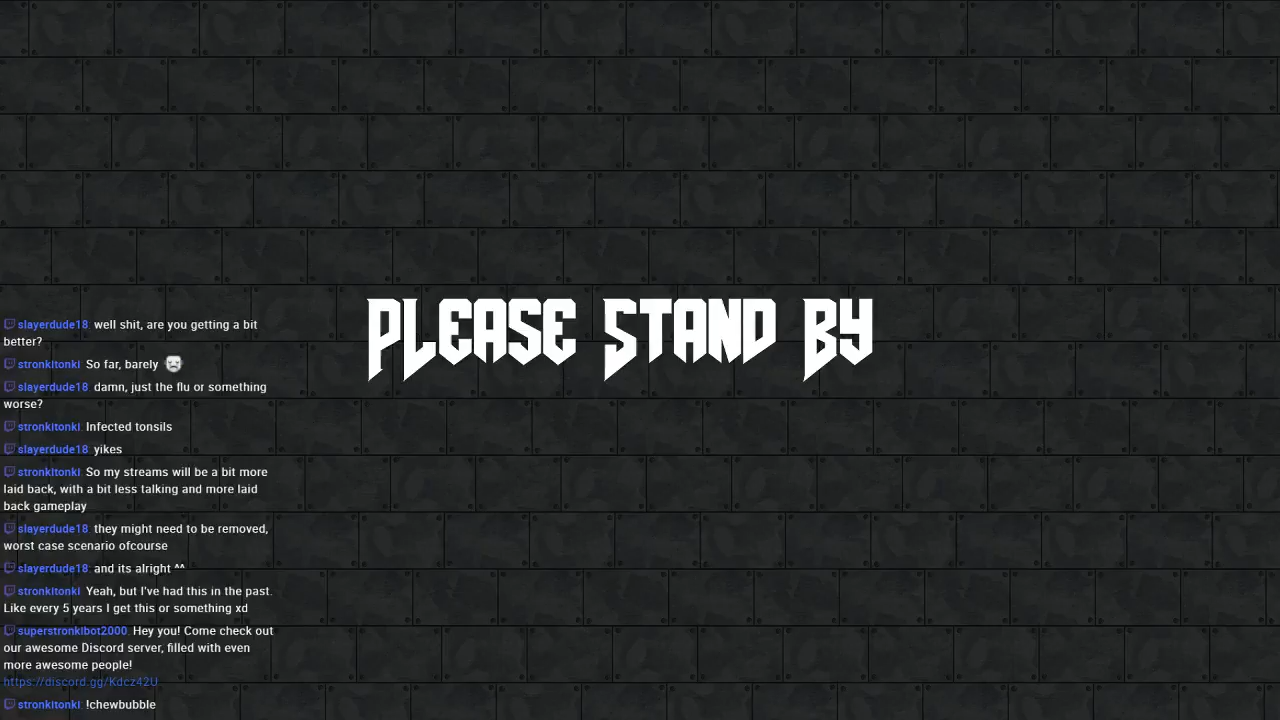 PLEASE STAND BY
slayerdude18: well shit, are you getting a bit
better?
stronkitonki: So far, barely
slayerdude18: damn, just the flu or something
worse?
stronkitonki: Infected tonsils
slayerdude18: yikes
stronkitonki: So my streams will be a bit more
laid back, with a bit less talking and more laid
back gameplay
slayerdude18: they might need to be removed,
worst case scenario ofcourse
slayerdude18: and its alright ^^
stronkitonki: Yeah, but I've had this in the past.
Like every 5 years I get this or something xd
superstronkibot2000: Hey you! Come check out
our awesome Discord server, filled with even
more awesome people!
https://discord.gg/Kdcz42U
stronkitonki: !chewbubble